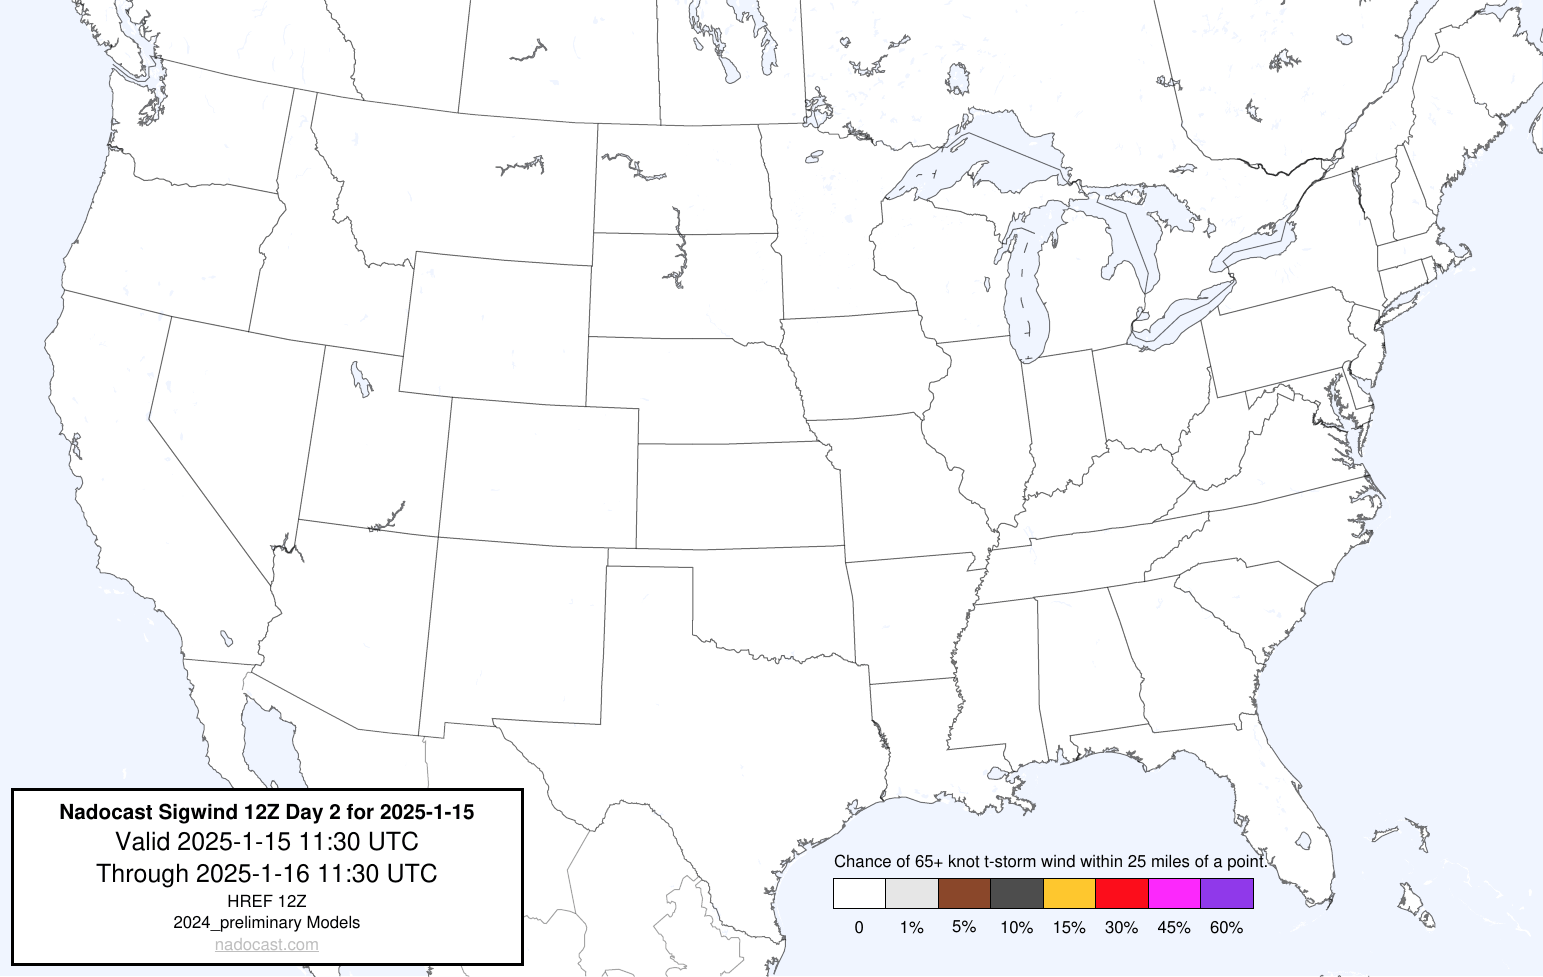 Nadocast Sigwind 12Z Day 2 for 2025-1-15
Valid 2025-1-15 11:30 UTC
Through 2025-1-16 11:30 UTC
HREF 12Z
2024_preliminary Models
nadocast.com
Chance of 65+ knot t-storm wind within 25 miles of a point.
0 1% 5% 10% 15% 30% 45% 60%